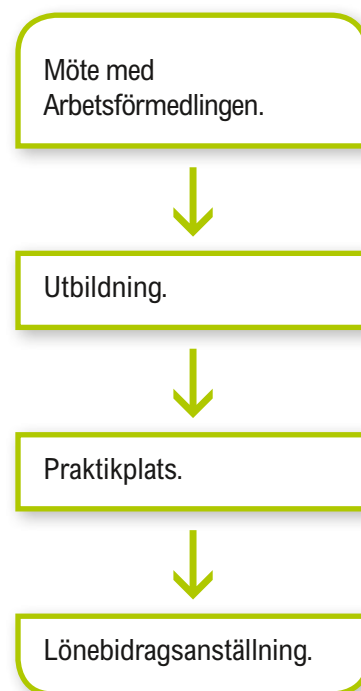 Möte med
Arbetsförmedlingen.
Utbildning.
Praktikplats.
Lönebidragsanställning.